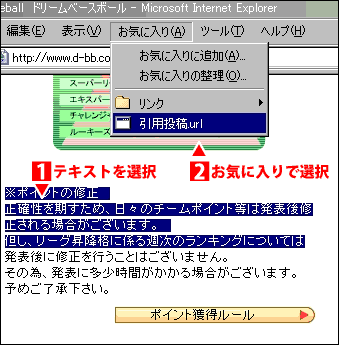 eball ドリームベースボール - Microsoft Internet Explorer
編集(E) 表示(V) お気に入り(A) ツール(T) ヘルプ(H)
http://www.d-bb.co
お気に入りに追加(A)...
お気に入りの整理(O)...
リンク
引用投稿.url
スーパーリ
エキスパー
チャレンジ
ルーキーズ
1 テキストを選択
2 お気に入りで選択
※ポイントの修正
正確性を期すため、日々のチームポイント等は発表後修
正される場合がございます。
但し、リーグ昇降格に係る週次のランキングについては
発表後に修正を行うことはございません。
その為、発表に多少時間がかかる場合がございます。
予めご了承下さい。
ポイント獲得ルール